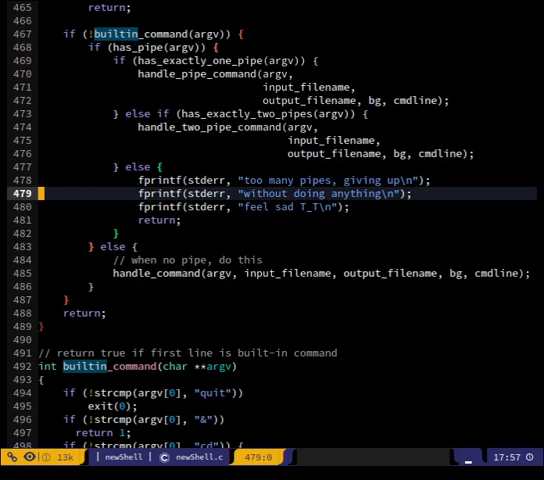 465 return;
466
467 if (!builtin_command(argv)) {
468 if (has_pipe(argv)) {
469 if (has_exactly_one_pipe(argv)) {
470 handle_pipe_command(argv,
471 input_filename,
472 output_filename, bg, cmdline);
473 } else if (has_exactly_two_pipes(argv)) {
474 handle_two_pipe_command(argv,
475 input_filename,
476 output_filename, bg, cmdline);
477 } else {
478 fprintf(stderr, "too many pipes, giving up\n");
479 fprintf(stderr, "without doing anything\n");
480 fprintf(stderr, "feel sad T_T\n");
481 return;
482 }
483 } else {
484 // when no pipe, do this
485 handle_command(argv, input_filename, output_filename, bg, cmdline);
486 }
487 }
488 return;
489 }
490
491 // return true if first line is built-in command
492 int builtin_command(char **argv)
493 {
494 if (!strcmp(argv[0], "quit"))
495 exit(0);
496 if (!strcmp(argv[0], "&"))
497 return 1;
498 if (!strcmp(argv[0], "cd")) {
13k | newShell | C newShell.c 479:0 17:57